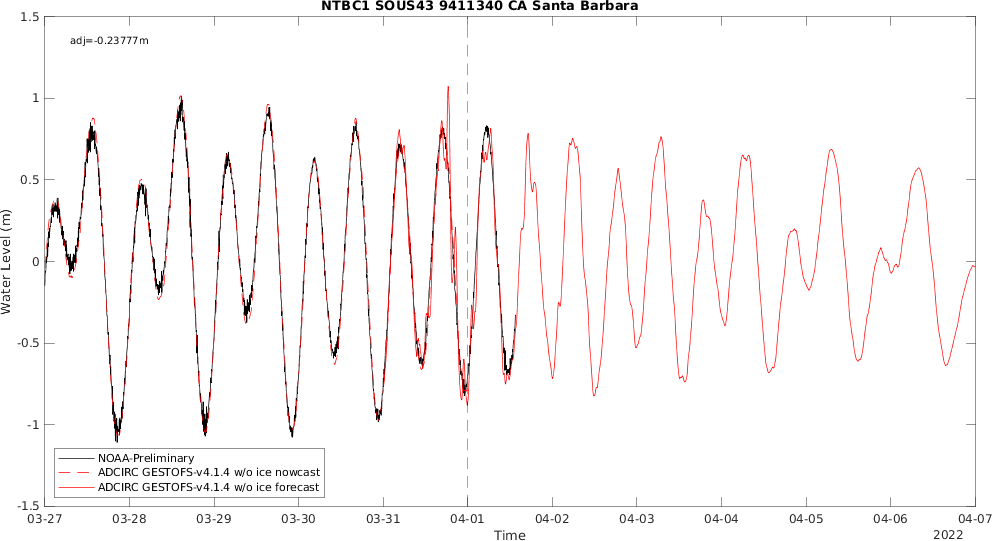 NTBC1 SOUS43 9411340 CA Santa Barbara
adj=-0.23777m
Water Level (m)
1.5
1
0.5
0
-0.5
-1
-1.5
NOAA-Preliminary
ADCIRC GESTOFS-v4.1.4 w/o ice nowcast
ADCIRC GESTOFS-v4.1.4 w/o ice forecast
03-27 03-28 03-29 03-30 03-31 04-01 04-02 04-03 04-04 04-05 04-06 04-07
Time
2022